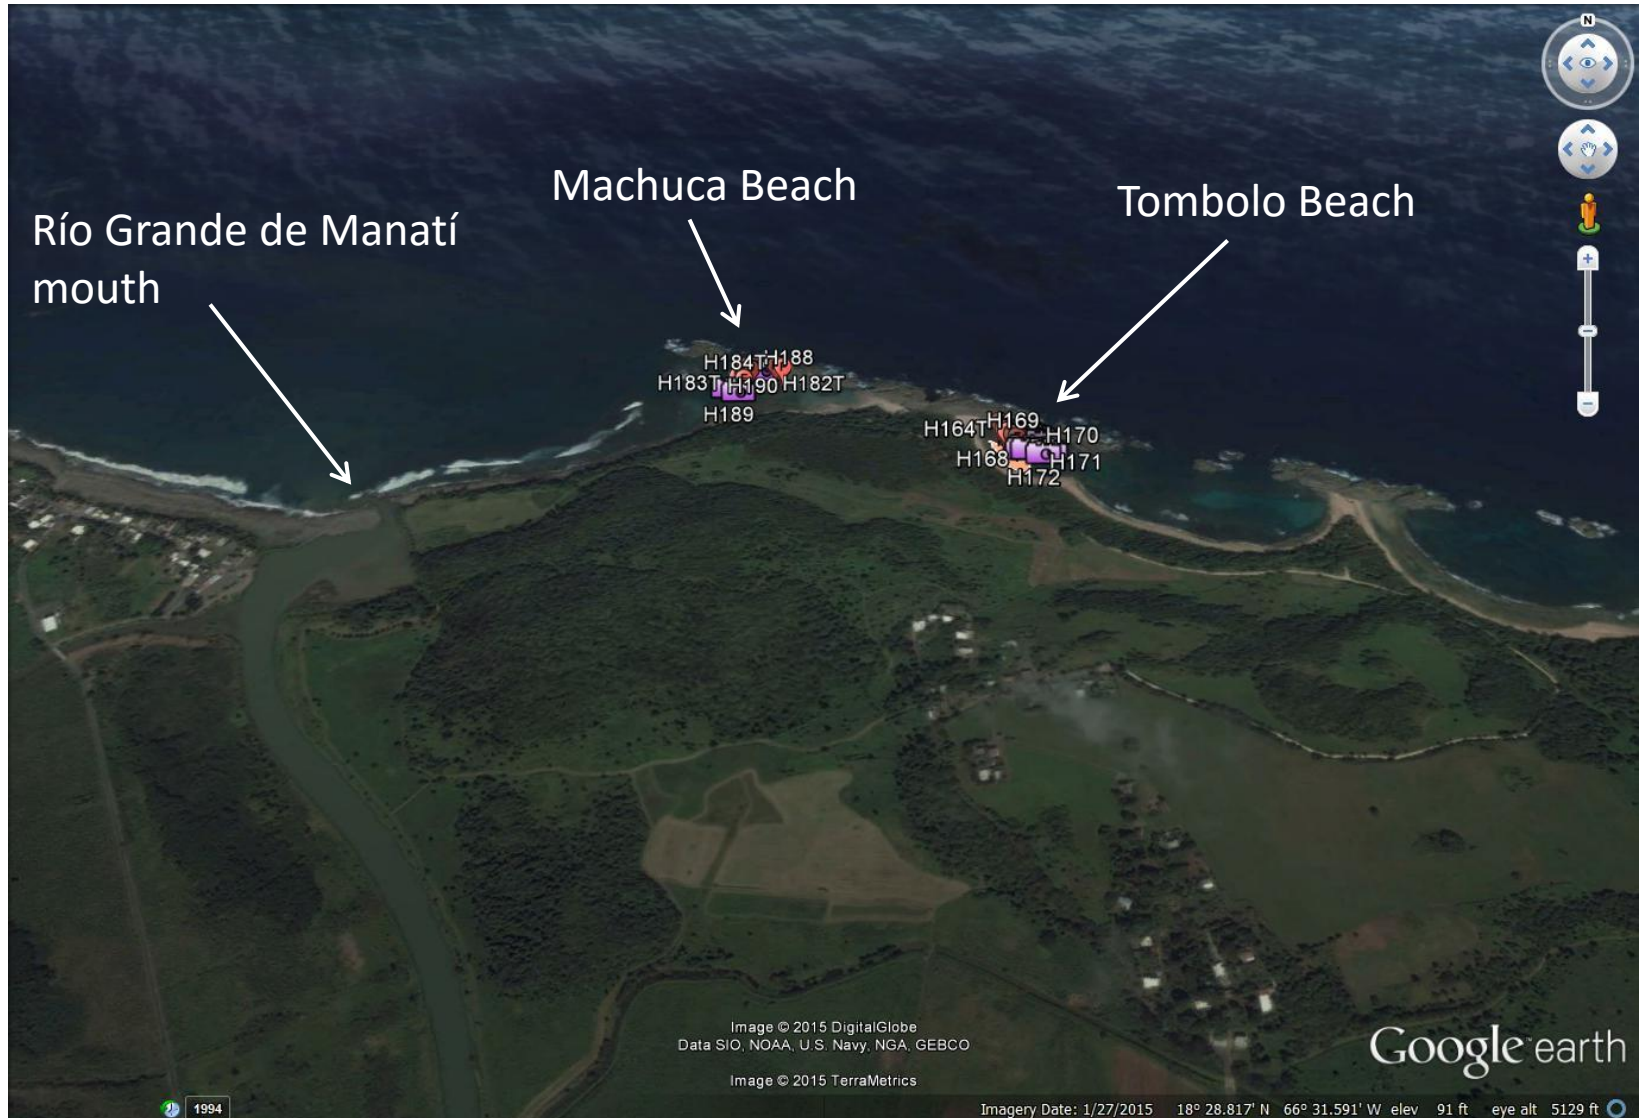 N
Machuca Beach
Tombolo Beach
Río Grande de Manatí
mouth
H184T
H188
H183T
H190
H182T
H189
H169
H164T
H170
H168
H171
H172
Image © 2015 DigitalGlobe
Data SIO, NOAA, U.S. Navy, NGA, GEBCO
Image © 2015 TerraMetrics
Google earth
1994
Imagery Date: 1/27/2015 18° 28.817' N 66° 31.591' W elev 91 ft eye alt 5129 ft